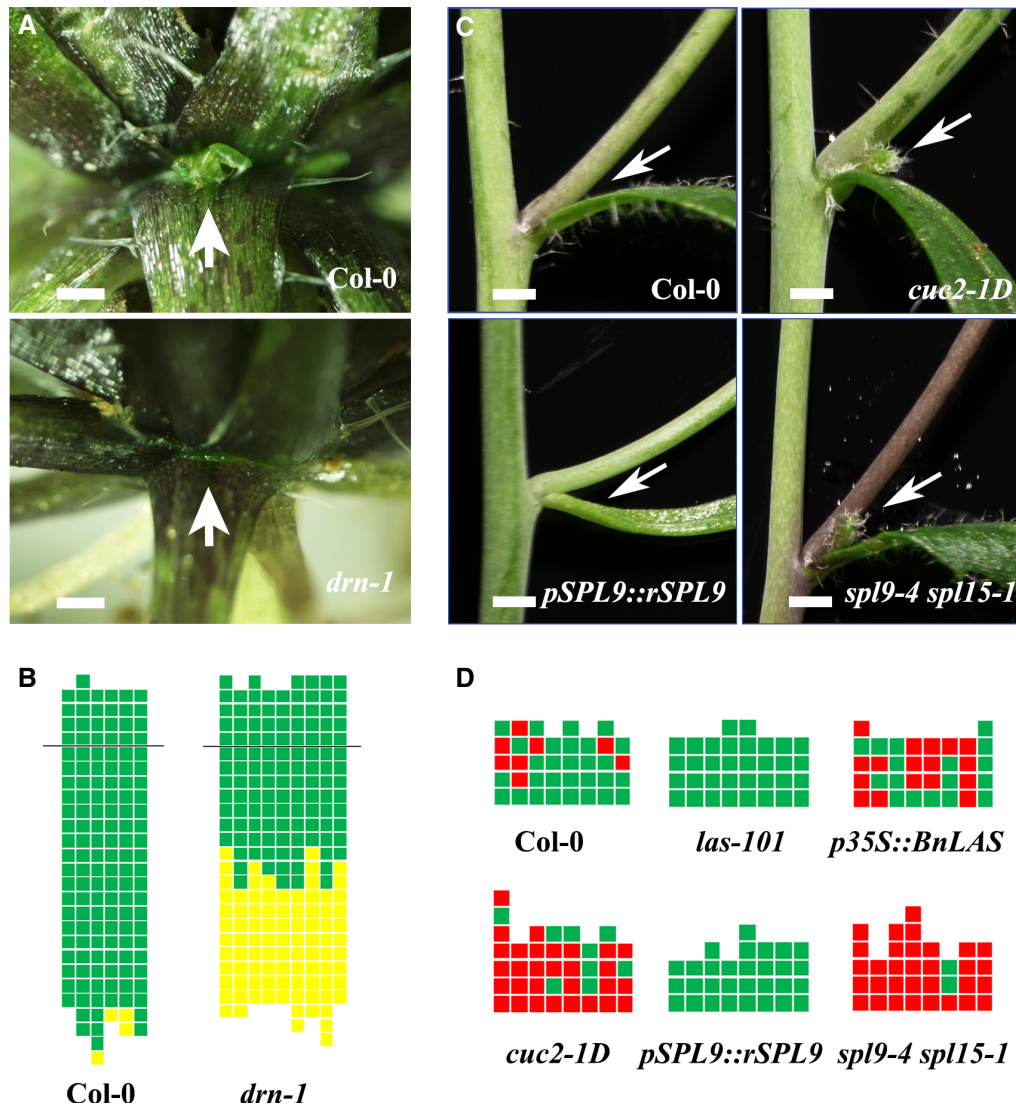 A
Col-0
drn-1
C
Col-0
cuc2-1D
pSPL9::rSPL9
spl9-4 spl15-1
B
Col-0
drn-1
D
Col-0
las-101
p35S::BnLAS
cuc2-1D
pSPL9::rSPL9
spl9-4 spl15-1